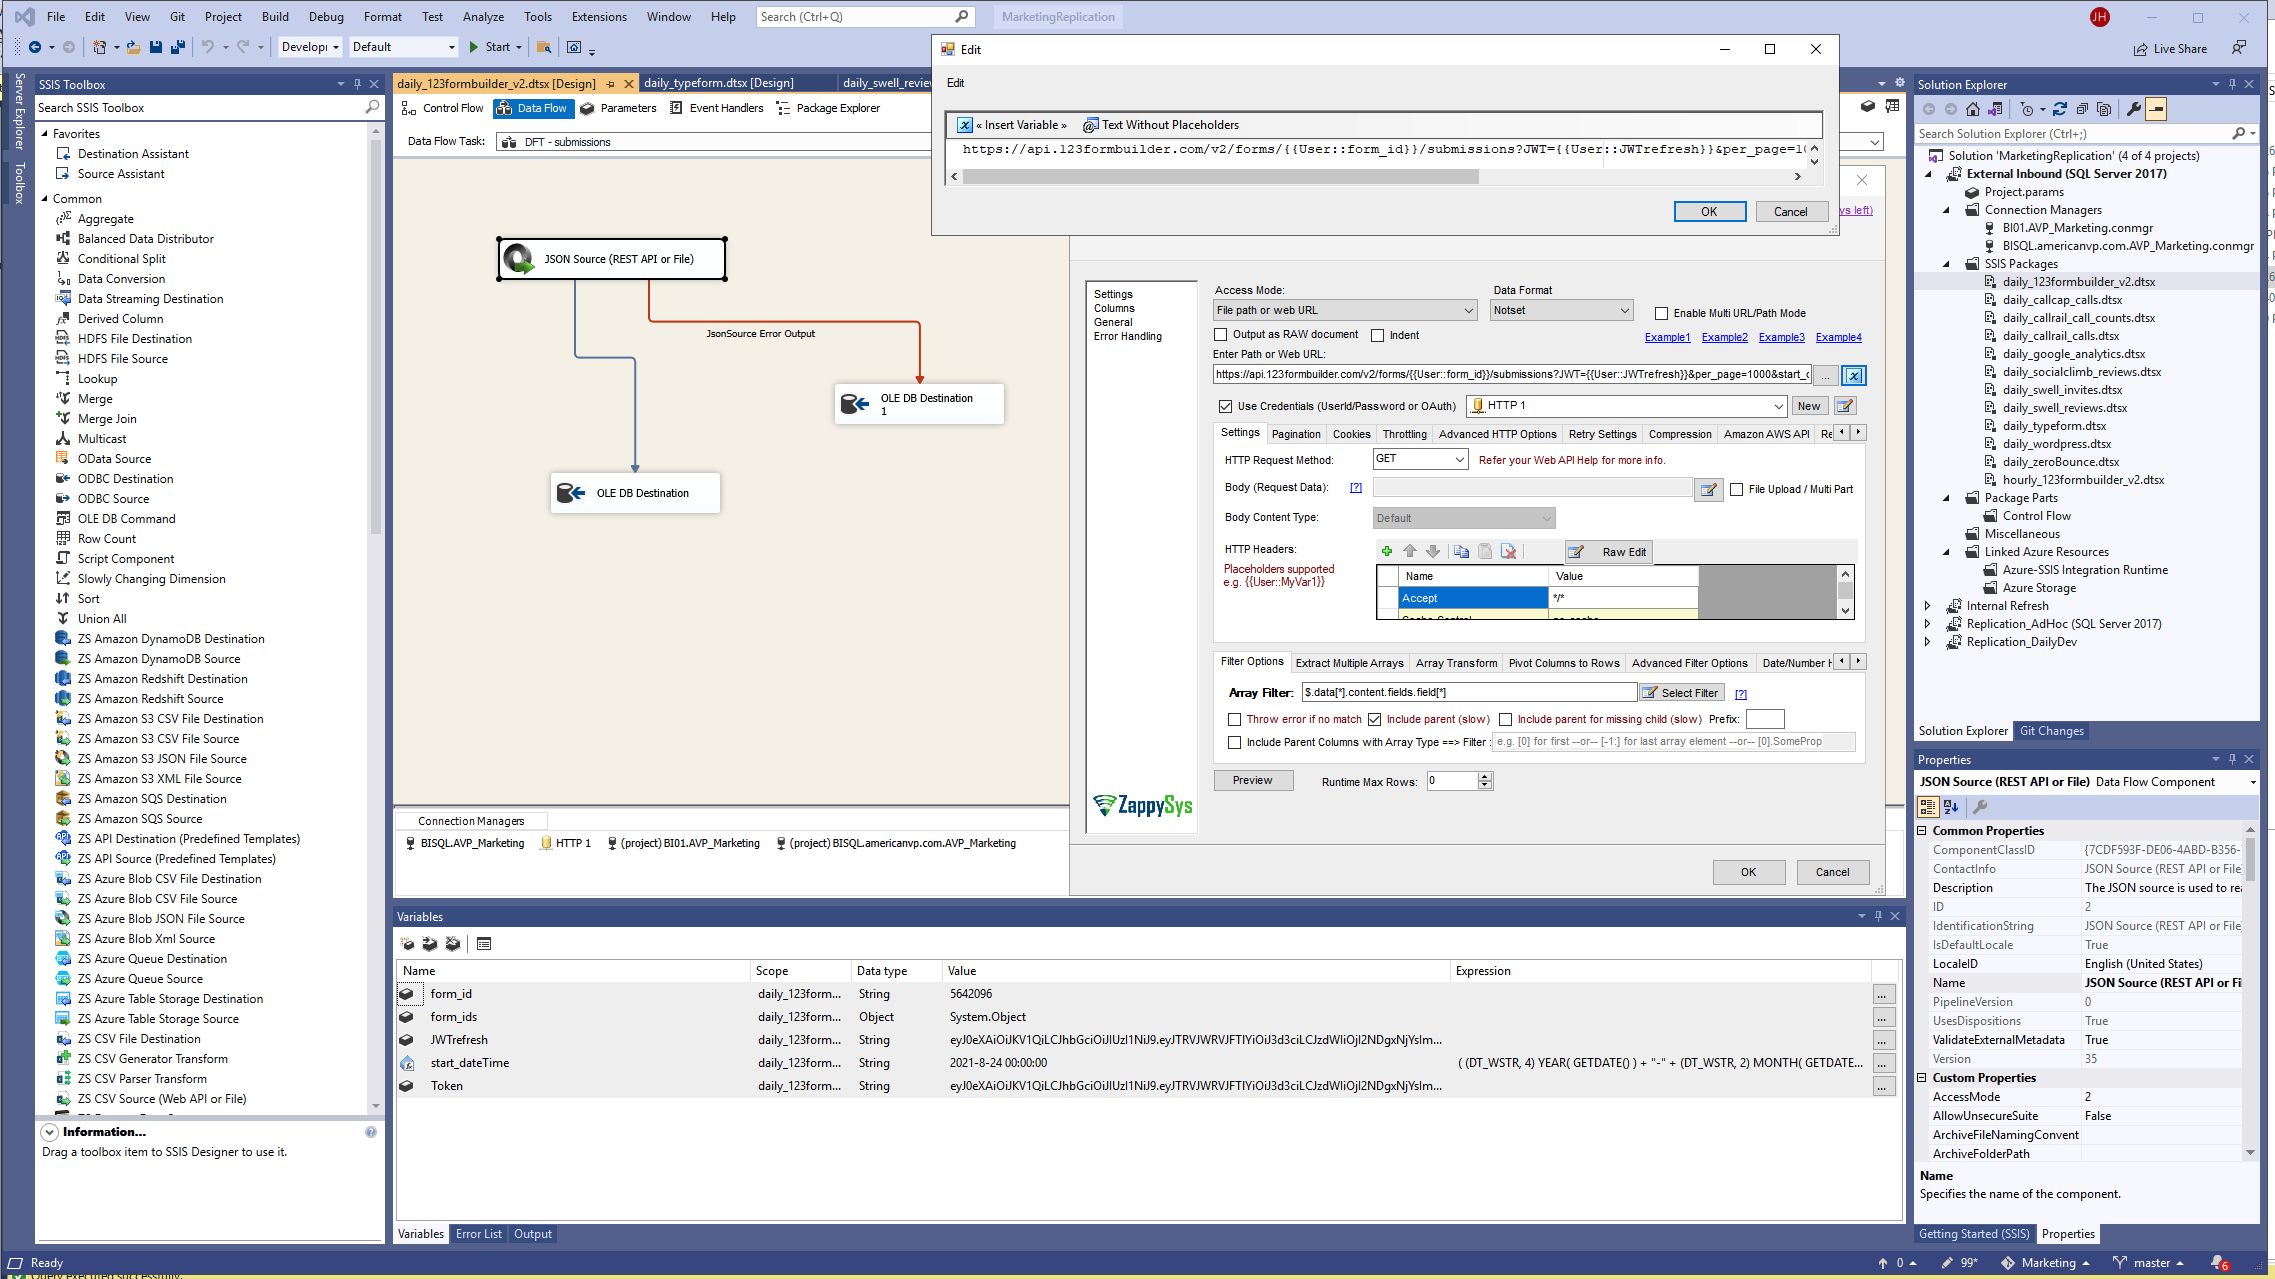 File Edit View Git Project Build Debug Format Test Analyze Tools Extensions Window Help Search (Ctrl+Q) MarketingReplication JH
Developi Default Start Live Share
Server Explorer
Toolbox
SSIS Toolbox
Search SSIS Toolbox
Favorites
Destination Assistant
Source Assistant
Common
Aggregate
Balanced Data Distributor
Conditional Split
Data Conversion
Data Streaming Destination
Derived Column
HDFS File Destination
HDFS File Source
Lookup
Merge
Merge Join
Multicast
OData Source
ODBC Destination
ODBC Source
OLE DB Command
Row Count
Script Component
Slowly Changing Dimension
Sort
Union All
ZS Amazon DynamoDB Destination
ZS Amazon DynamoDB Source
ZS Amazon Redshift Destination
ZS Amazon Redshift Source
ZS Amazon S3 CSV File Destination
ZS Amazon S3 CSV File Source
ZS Amazon S3 JSON File Source
ZS Amazon S3 XML File Source
ZS Amazon SQS Destination
ZS Amazon SQS Source
ZS API Destination (Predefined Templates)
ZS API Source (Predefined Templates)
ZS Azure Blob CSV File Destination
ZS Azure Blob CSV File Source
ZS Azure Blob JSON File Source
ZS Azure Blob Xml Source
ZS Azure Queue Destination
ZS Azure Queue Source
ZS Azure Table Storage Destination
ZS Azure Table Storage Source
ZS CSV File Destination
ZS CSV Generator Transform
ZS CSV Parser Transform
ZS CSV Source (Web API or File)
Information...
Drag a toolbox item to SSIS Designer to use it.
daily_123formbuilder_v2.dtsx [Design] daily_typeform.dtsx [Design] daily_swell_revie
Control Flow Data Flow Parameters Event Handlers Package Explorer
Data Flow Task: DFT - submissions
JSON Source (REST API or File)
JsonSource Error Output
OLE DB Destination
1
OLE DB Destination
Connection Managers
BISQL.AVP_Marketing HTTP 1 (project) BI01.AVP_Marketing (project) BISQL.americanvp.com.AVP_Marketing
Edit
Edit
« Insert Variable » Text Without Placeholders
https://api.123formbuilder.com/v2/forms/{{User::form_id}}/submissions?JWT={{User::JWTrefresh}}&per_page=10
OK Cancel
ys left)
Settings
Columns
General
Error Handling
ZappySys
Access Mode: Data Format
File path or web URL Notset Enable Multi URL/Path Mode
Output as RAW document Indent Example1 Example2 Example3 Example4
Enter Path or Web URL:
https://api.123formbuilder.com/v2/forms/{{User::form_id}}/submissions?JWT={{User::JWTrefresh}}&per_page=1000&start_c ...
Use Credentials (UserId/Password or OAuth) HTTP 1 New
Settings Pagination Cookies Throttling Advanced HTTP Options Retry Settings Compression Amazon AWS API Re
HTTP Request Method: GET Refer your Web API Help for more info.
Body (Request Data): [?] File Upload / Multi Part
Body Content Type: Default
HTTP Headers: Raw Edit
Placeholders supported
e.g. {{User::MyVar1}}
Name Value
Accept */*
Cache-Control no-cache
Filter Options Extract Multiple Arrays Array Transform Pivot Columns to Rows Advanced Filter Options Date/Number H
Array Filter: $.data[*].content.fields.field[*] Select Filter [?]
Throw error if no match Include parent (slow) Include parent for missing child (slow) Prefix:
Include Parent Columns with Array Type ==> Filter : e.g. [0] for first --or-- [-1:] for last array element --or-- [0].SomeProp
Preview Runtime Max Rows: 0
OK Cancel
Variables
Name Scope Data type Value Expression
form_id daily_123form... String 5642096 ...
form_ids daily_123form... Object System.Object ...
JWTrefresh daily_123form... String eyJ0eXAiOiJKV1QiLCJhbGciOiJIUzI1NiJ9.eyJTRVJWRVJFTIYiOiJ3d3ciLCJzdWIiOjI2NDgxNjYsIm... ...
start_dateTime daily_123form... String 2021-8-24 00:00:00 ( (DT_WSTR, 4) YEAR( GETDATE() ) + "-" + (DT_WSTR, 2) MONTH( GETDATE... ...
Token daily_123form... String eyJ0eXAiOiJKV1QiLCJhbGciOiJIUzI1NiJ9.eyJTRVJWRVJFTIYiOiJ3d3ciLCJzdWIiOjI2NDgxNjYsIm... ...
Variables Error List Output
Solution Explorer
Search Solution Explorer (Ctrl+;)
Solution 'MarketingReplication' (4 of 4 projects)
External Inbound (SQL Server 2017)
Project.params
Connection Managers
BI01.AVP_Marketing.conmgr
BISQL.americanvp.com.AVP_Marketing.conmgr
SSIS Packages
daily_123formbuilder_v2.dtsx
daily_callcap_calls.dtsx
daily_callrail_call_counts.dtsx
daily_callrail_calls.dtsx
daily_google_analytics.dtsx
daily_socialclimb_reviews.dtsx
daily_swell_invites.dtsx
daily_swell_reviews.dtsx
daily_typeform.dtsx
daily_wordpress.dtsx
daily_zeroBounce.dtsx
hourly_123formbuilder_v2.dtsx
Package Parts
Control Flow
Miscellaneous
Linked Azure Resources
Azure-SSIS Integration Runtime
Azure Storage
Internal Refresh
Replication_AdHoc (SQL Server 2017)
Replication_DailyDev
Solution Explorer Git Changes
Properties
JSON Source (REST API or File) Data Flow Component
Common Properties
ComponentClassID {7CDF593F-DE06-4ABD-B356-
ContactInfo JSON Source (REST API or File
Description The JSON source is used to rea
ID 2
IdentificationString JSON Source (REST API or File
IsDefaultLocale True
LocaleID English (United States)
Name JSON Source (REST API or Fi
PipelineVersion 0
UsesDispositions True
ValidateExternalMetadata True
Version 35
Custom Properties
AccessMode 2
AllowUnsecureSuite False
ArchiveFileNamingConvent
ArchiveFolderPath
Name
Specifies the name of the component.
Getting Started (SSIS) Properties
Ready 0 99* Marketing master 6
Query executed successfully.